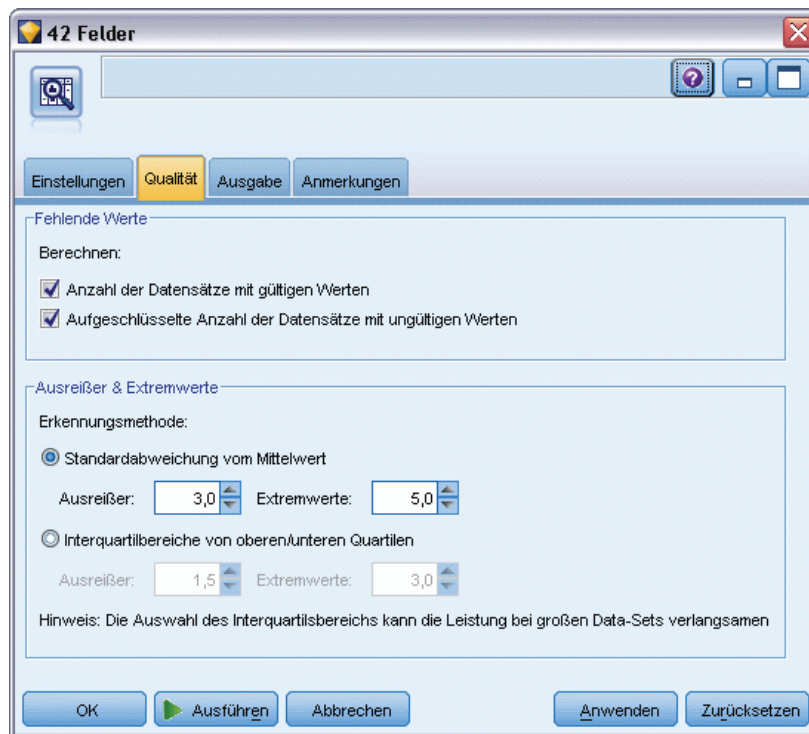 42 Felder
Einstellungen Qualität Ausgabe Anmerkungen
Fehlende Werte
Berechnen:
Anzahl der Datensätze mit gültigen Werten
Aufgeschlüsselte Anzahl der Datensätze mit ungültigen Werten
Ausreißer & Extremwerte
Erkennungsmethode:
Standardabweichung vom Mittelwert
Ausreißer: 3,0 Extremwerte: 5,0
Interquartilbereiche von oberen/unteren Quartilen
Ausreißer: 1,5 Extremwerte: 3,0
Hinweis: Die Auswahl des Interquartilsbereichs kann die Leistung bei großen Data-Sets verlangsamen
OK Ausführen Abbrechen Anwenden Zurücksetzen